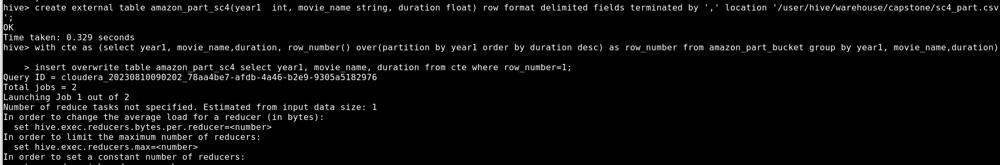 hive> create external table amazon_part_sc4(year1  int, movie_name string, duration float) row format delimited fields terminated by ',' location '/user/hive/warehouse/capstone/sc4_part.csv
';
OK
Time taken: 0.329 seconds
hive> with cte as (select year1, movie_name,duration, row_number() over(partition by year1 order by duration desc) as row_number from amazon_part_bucket group by year1, movie_name,duration)
    > insert overwrite table amazon_part_sc4 select year1, movie_name, duration from cte where row_number=1;
Query ID = cloudera_20230810090202_78aa4be7-afdb-4a46-b2e9-9305a5182976
Total jobs = 2
Launching Job 1 out of 2
Number of reduce tasks not specified. Estimated from input data size: 1
In order to change the average load for a reducer (in bytes):
  set hive.exec.reducers.bytes.per.reducer=<number>
In order to limit the maximum number of reducers:
  set hive.exec.reducers.max=<number>
In order to set a constant number of reducers: